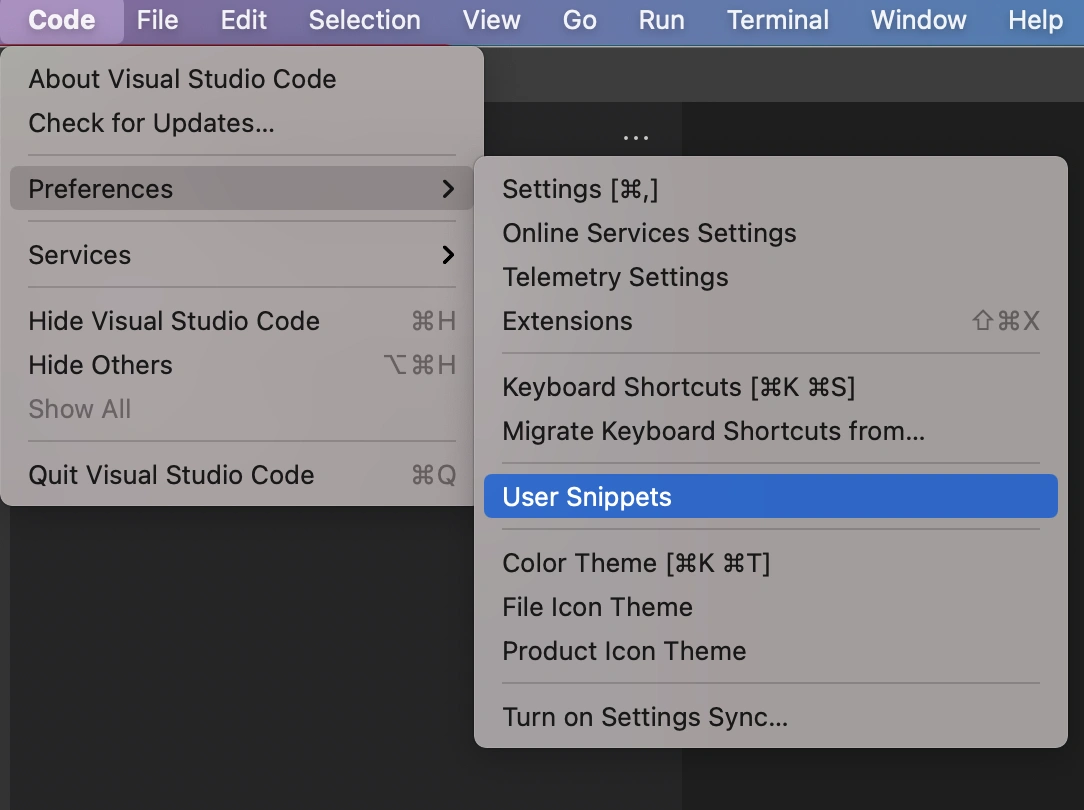 Code File Edit Selection View Go Run Terminal Window Help
About Visual Studio Code
Check for Updates...
Preferences
Services
Hide Visual Studio Code ⌘H
Hide Others ⌥⌘H
Show All
Quit Visual Studio Code ⌘Q
Settings [⌘,]
Online Services Settings
Telemetry Settings
Extensions ⇧⌘X
Keyboard Shortcuts [⌘K ⌘S]
Migrate Keyboard Shortcuts from...
User Snippets
Color Theme [⌘K ⌘T]
File Icon Theme
Product Icon Theme
Turn on Settings Sync...